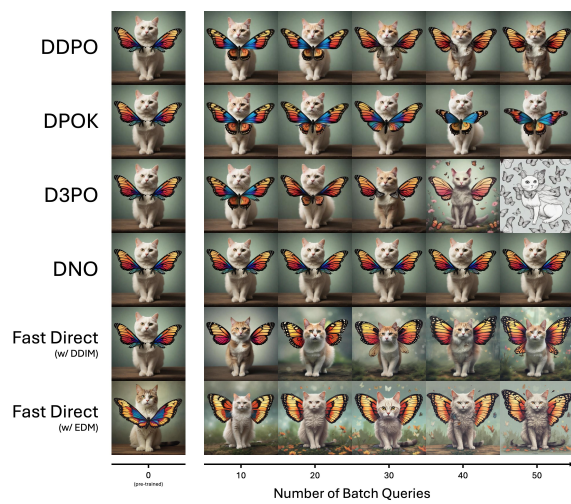 DDPO
DPOK
D3PO
DNO
Fast Direct
(w/ DDIM)
Fast Direct
(w/ EDM)
0
(pre-trained)
10
20
30
40
50
Number of Batch Queries